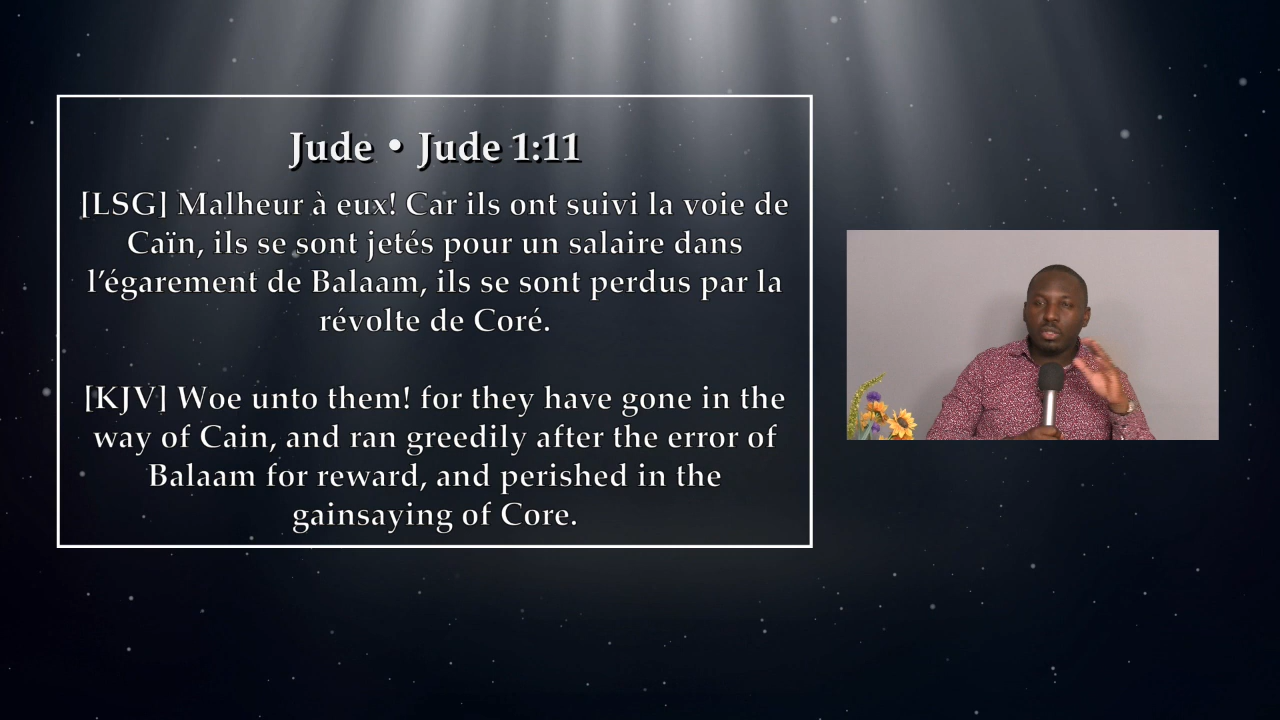 Jude • Jude 1:11
[LSG] Malheur à eux! Car ils ont suivi la voie de
Caïn, ils se sont jetés pour un salaire dans
l’égarement de Balaam, ils se sont perdus par la
révolte de Coré.
[KJV] Woe unto them! for they have gone in the
way of Cain, and ran greedily after the error of
Balaam for reward, and perished in the
gainsaying of Core.